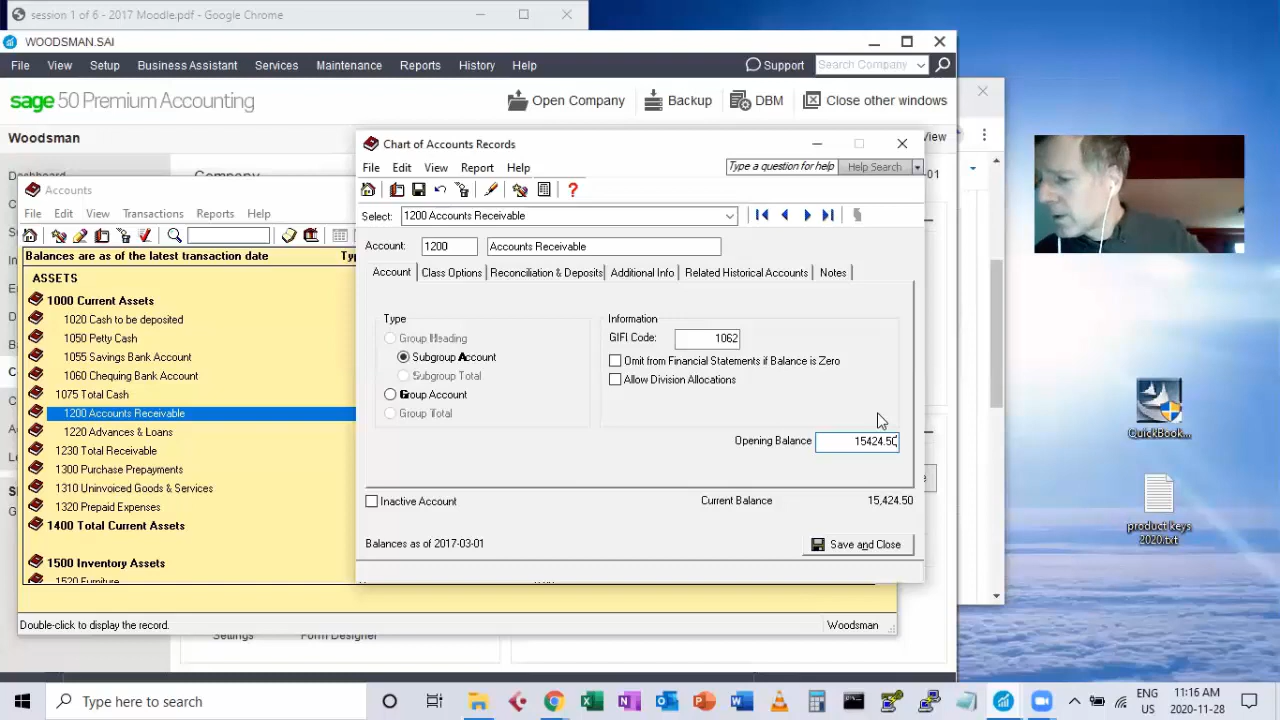 session 1 of 6 - 2017 Moodle.pdf - Google Chrome
WOODSMAN.SAI
File View Setup Business Assistant Services Maintenance Reports History Help
Support
Search Company
sage 50 Premium Accounting
Open Company
Backup
DBM
Close other windows
Woodsman
View
Company
01
Accounts
File Edit View Transactions Reports Help
Balances are as of the latest transaction date
ASSETS
1000 Current Assets
1020 Cash to be deposited
1050 Petty Cash
1055 Savings Bank Account
1060 Chequing Bank Account
1075 Total Cash
1200 Accounts Receivable
1220 Advances & Loans
1230 Total Receivable
1300 Purchase Prepayments
1310 Uninvoiced Goods & Services
1320 Prepaid Expenses
1400 Total Current Assets
1500 Inventory Assets
1520 Furniture
Double-click to display the record.
Woodsman
Settings
Form Designer
Chart of Accounts Records
File Edit View Report Help
Type a question for help
Help Search
Select: 1200 Accounts Receivable
Account: 1200 Accounts Receivable
Account Class Options Reconciliation & Deposits Additional Info Related Historical Accounts Notes
Type
Group Heading
Subgroup Account
Subgroup Total
Group Account
Group Total
Information
GIFI Code: 1062
Omit from Financial Statements if Balance is Zero
Allow Division Allocations
Opening Balance 15424.50
Inactive Account
Current Balance 15,424.50
Balances as of 2017-03-01
Save and Close
QuickBook...
product keys
2020.txt
Type here to search
ENG
US
11:16 AM
2020-11-28